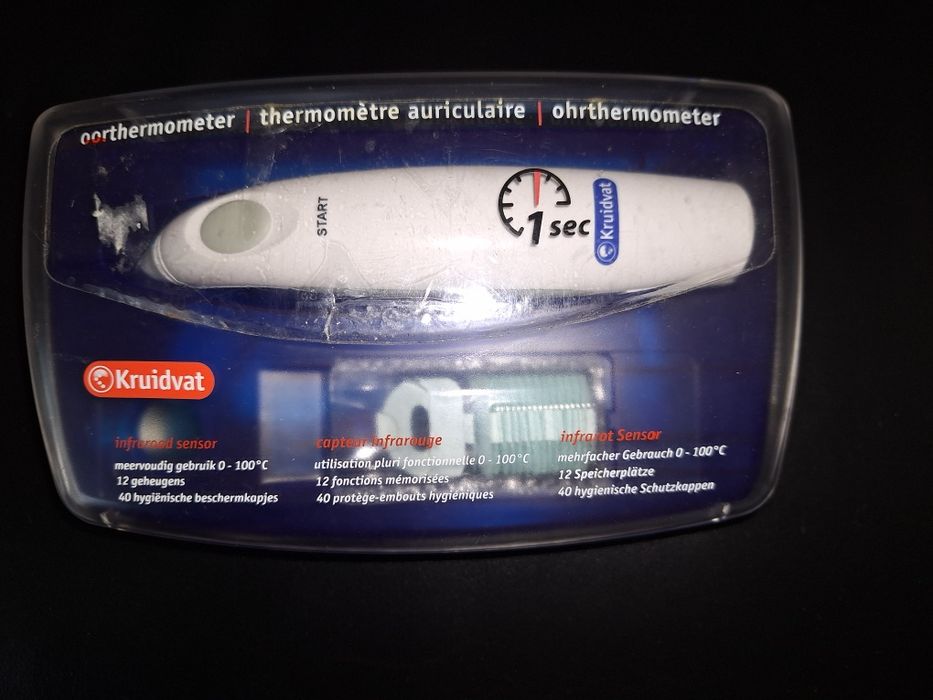 oorthermometer | thermomètre auriculaire | ohrthermometer
START
1 sec
Kruidvat
Kruidvat
infrarood sensor
meervoudig gebruik 0 - 100°C
12 geheugens
40 hygiënische beschermkapjes
capteur infrarouge
utilisation pluri fonctionnelle 0 - 100°C
12 fonctions mémorisées
40 protège-embouts hygiéniques
infrarot Sensor
mehrfacher Gebrauch 0 - 100°C
12 Speicherplätze
40 hygienische Schutzkappen